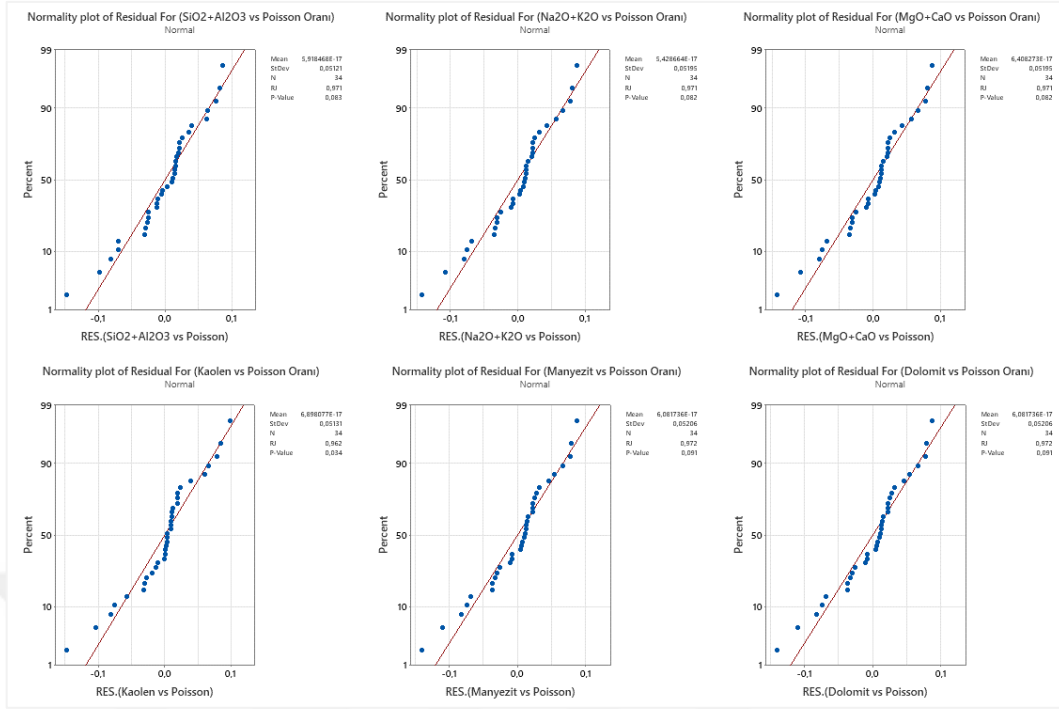 Normality plot of Residual For (SiO2+Al2O3 vs Poisson Oranı)
Normal
99
90
50
10
1
Percent
-0,1
0,0
0,1
RES.(SiO2+Al2O3 vs Poisson)
Mean 5,918468E-17
StDev 0,05121
N 34
RJ 0,971
P-Value 0,083
Normality plot of Residual For (Na2O+K2O vs Poisson Oranı)
Normal
99
90
50
10
1
Percent
-0,1
0,0
0,1
RES.(Na2O+K2O vs Poisson)
Mean 5,428664E-17
StDev 0,05195
N 34
RJ 0,971
P-Value 0,082
Normality plot of Residual For (MgO+CaO vs Poisson Oranı)
Normal
99
90
50
10
1
Percent
-0,1
0,0
0,1
RES.(MgO+CaO vs Poisson)
Mean 6,408273E-17
StDev 0,05195
N 34
RJ 0,971
P-Value 0,082
Normality plot of Residual For (Kaolen vs Poisson Oranı)
Normal
99
90
50
10
1
Percent
-0,1
0,0
0,1
RES.(Kaolen vs Poisson)
Mean 6,898077E-17
StDev 0,05131
N 34
RJ 0,962
P-Value 0,034
Normality plot of Residual For (Manyezit vs Poisson Oranı)
Normal
99
90
50
10
1
Percent
-0,1
0,0
0,1
RES.(Manyezit vs Poisson)
Mean 6,081736E-17
StDev 0,05206
N 34
RJ 0,972
P-Value 0,091
Normality plot of Residual For (Dolomit vs Poisson Oranı)
Normal
99
90
50
10
1
Percent
-0,1
0,0
0,1
RES.(Dolomit vs Poisson)
Mean 6,081736E-17
StDev 0,05206
N 34
RJ 0,972
P-Value 0,091